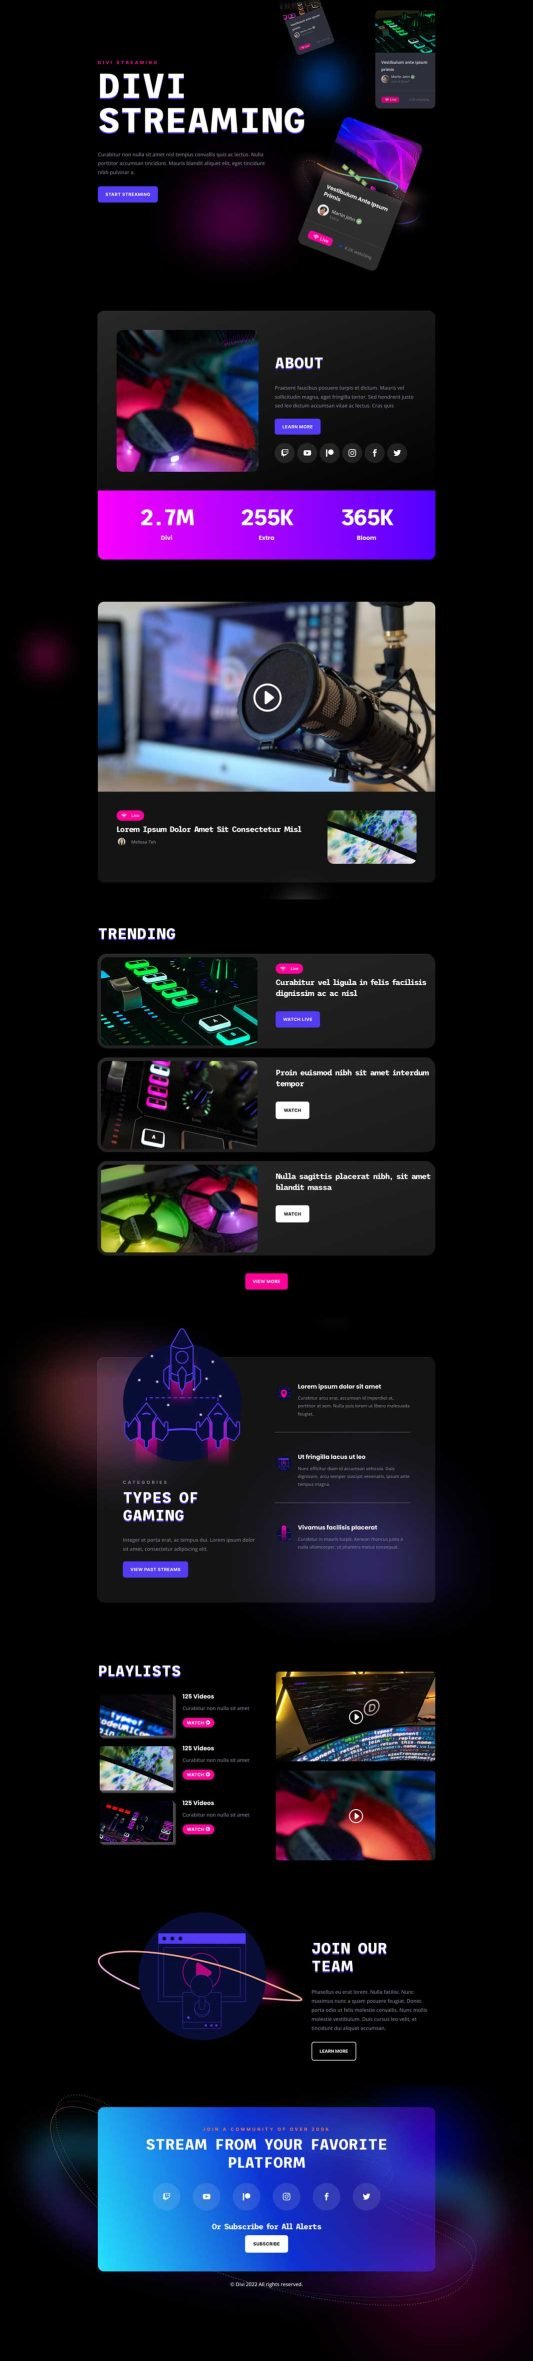 DIVI STREAMING
DIVI
STREAMING
Curabitur non nulla sit amet nisl tempus convallis quis ac lectus. Nulla
porttitor accumsan tincidunt. Mauris blandit aliquet elit, eget tincidunt
nibh pulvinar a.
START STREAMING
Vestibulum ante ipsum
primis
Martin John
Live
Vestibulum Ante Ipsum
Primis
Martin John
Live
watching
ABOUT
Praesent faucibus posuere turpis et dictum. Mauris vel
sollicitudin magna, eget fringilla tortor. Sed hendrerit justo
sed leo dictum accumsan vitae ac lectus. Cras quis
LEARN MORE
2.7M
255K
365K
Divi
Extra
Bloom
Live
Lorem Ipsum Dolor Amet Sit Consectetur Misl
Melissa Teh
TRENDING
Live
Curabitur vel ligula in felis facilisis
dignissim ac ac nisl
WATCH LIVE
Proin euismod nibh sit amet interdum
tempor
WATCH
Nulla sagittis placerat nibh, sit amet
blandit massa
WATCH
VIEW MORE
CATEGORIES
TYPES OF
GAMING
Integer et porta erat, ac tempus dui. Lorem ipsum dolor
sit amet, consectetur adipiscing elit.
VIEW PAST STREAMS
Lorem ipsum dolor sit amet
Curabitur arcu erat, accumsan id imperdiet et,
porttitor at sem. Nulla quis lorem ut libero malesuada
feugiat.
Ut fringilla lacus ut leo
Nunc efficitur diam id accumsan vehicula. Duis
dignissim, arcu semper suscipit venenatis, ipsum ante
tempus magna.
Vivamus facilisis placerat
Curabitur in mauris turpis. Aenean rhoncus justo a
nulla ullamcorper, ut pharetra metus consequat.
PLAYLISTS
125 Videos
Curabitur non nulla sit amet
WATCH
125 Videos
Curabitur non nulla sit amet
WATCH
125 Videos
Curabitur non nulla sit amet
WATCH
JOIN OUR
TEAM
Phasellus eu erat lorem. Nulla facilisi. Nunc
maximus nunc a quam posuere feugiat. Donec
porta odio ut felis molestie convallis. Nunc mollis
molestie vestibulum. Duis cursus leo velit, et
tincidunt dui aliquet accumsan.
LEARN MORE
JOIN A COMMUNITY OF OVER 200K
STREAM FROM YOUR FAVORITE
PLATFORM
Or Subscribe for All Alerts
SUBSCRIBE
© Divi 2022 All rights reserved.